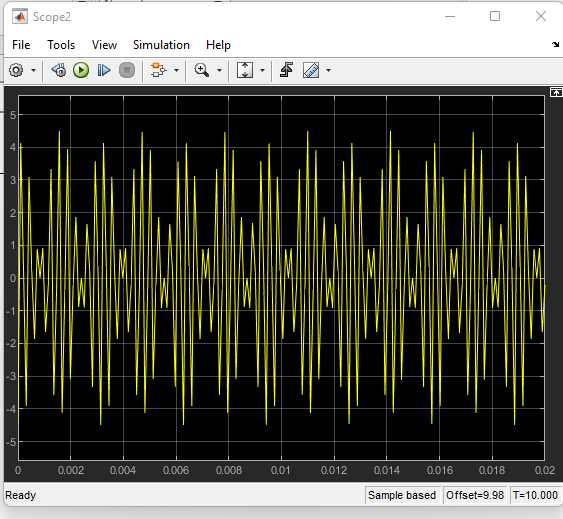 Scope2
File Tools View Simulation Help
5
4
3
2
1
0
-1
-2
-3
-4
-5
0 0.002 0.004 0.006 0.008 0.01 0.012 0.014 0.016 0.018 0.02
Ready Sample based Offset=9.98 T=10.000